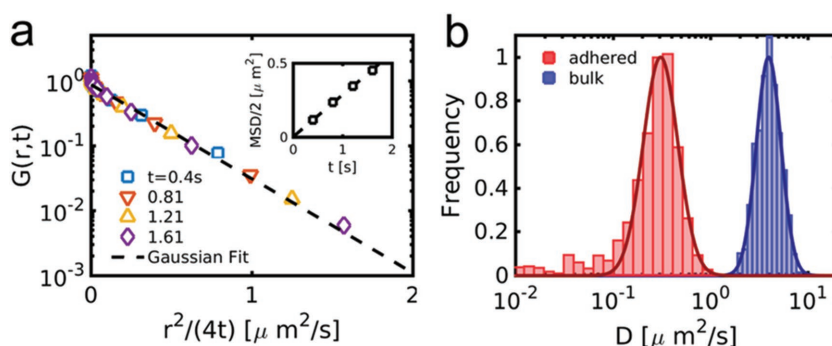 a
G(r,t)
10^0
10^-1
10^-2
10^-3
0
1
2
r^2/(4t) [μ m^2/s]
t=0.4s
0.81
1.21
1.61
Gaussian Fit
MSD/2 [μ m^2]
0.5
0
0
1
2
t [s]
b
Frequency
1
0.8
0.6
0.4
0.2
0
10^-2
10^-1
10^0
10^1
D [μ m^2/s]
adhered
bulk